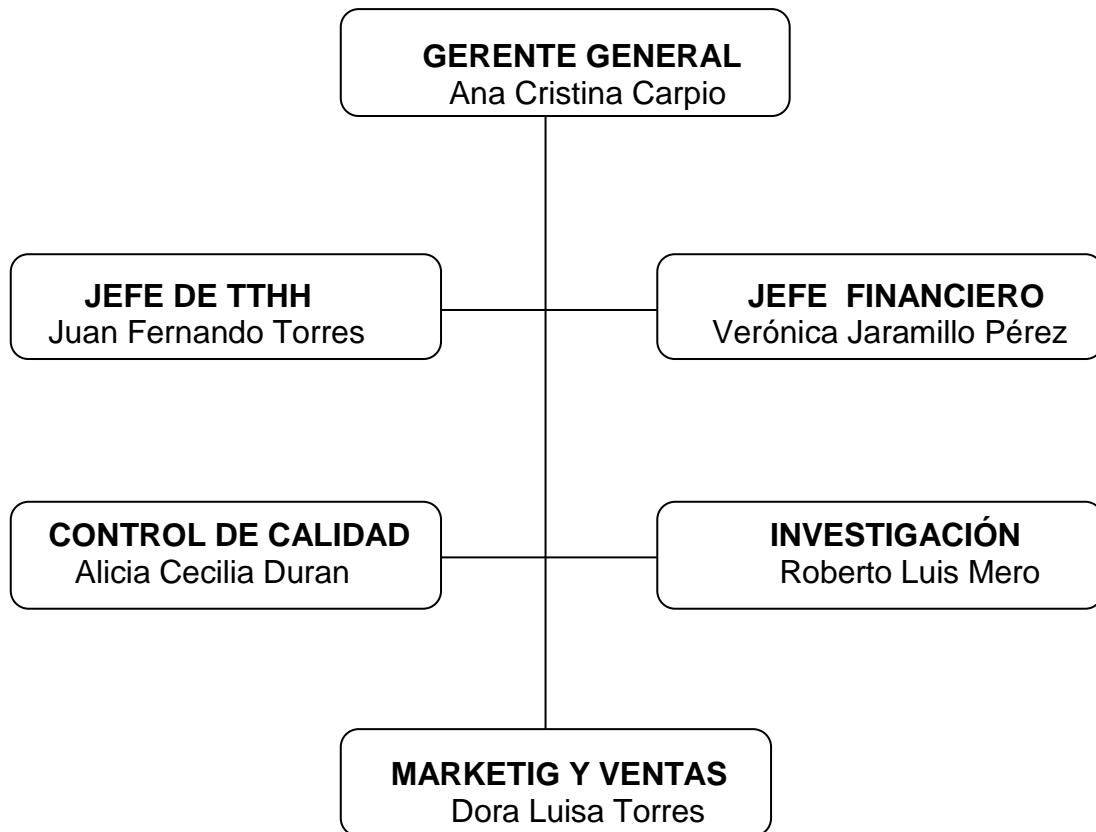 GERENTE GENERAL
Ana Cristina Carpio
JEFE DE TTHH
Juan Fernando Torres
JEFE FINANCIERO
Verónica Jaramillo Pérez
CONTROL DE CALIDAD
Alicia Cecilia Duran
INVESTIGACIÓN
Roberto Luis Mero
MARKETIG Y VENTAS
Dora Luisa Torres